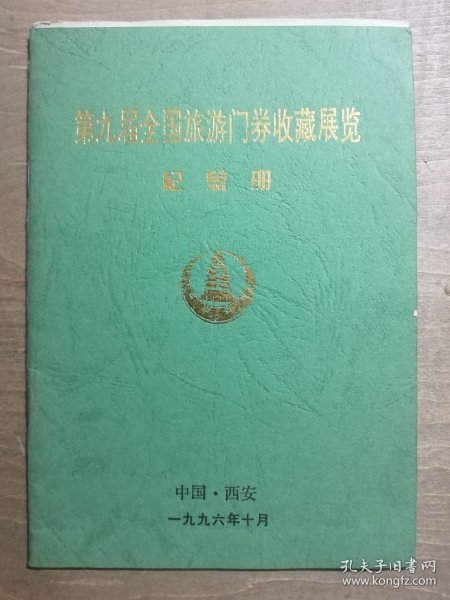 第九届全国旅游门券收藏展览
纪念册
中国·西安
一九九六年十月
孔夫子旧书网
www.kongfz.com